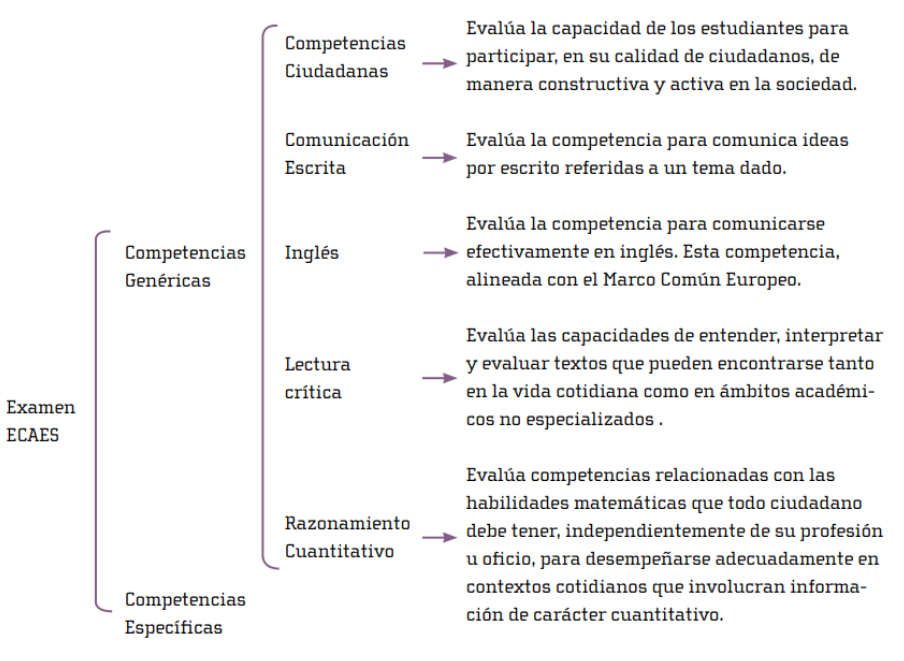 Examen
ECAES
Competencias
Genéricas
Competencias
Ciudadanas
Evalúa la capacidad de los estudiantes para
participar, en su calidad de ciudadanos, de
manera constructiva y activa en la sociedad.
Comunicación
Escrita
Evalúa la competencia para comunica ideas
por escrito referidas a un tema dado.
Inglés
Evalúa la competencia para comunicarse
efectivamente en inglés. Esta competencia,
alineada con el Marco Común Europeo.
Lectura
crítica
Evalúa las capacidades de entender, interpretar
y evaluar textos que pueden encontrarse tanto
en la vida cotidiana como en ámbitos académi-
cos no especializados .
Razonamiento
Cuantitativo
Evalúa competencias relacionadas con las
habilidades matemáticas que todo ciudadano
debe tener, independientemente de su profesión
u oficio, para desempeñarse adecuadamente en
contextos cotidianos que involucran informa-
ción de carácter cuantitativo.
Competencias
Específicas